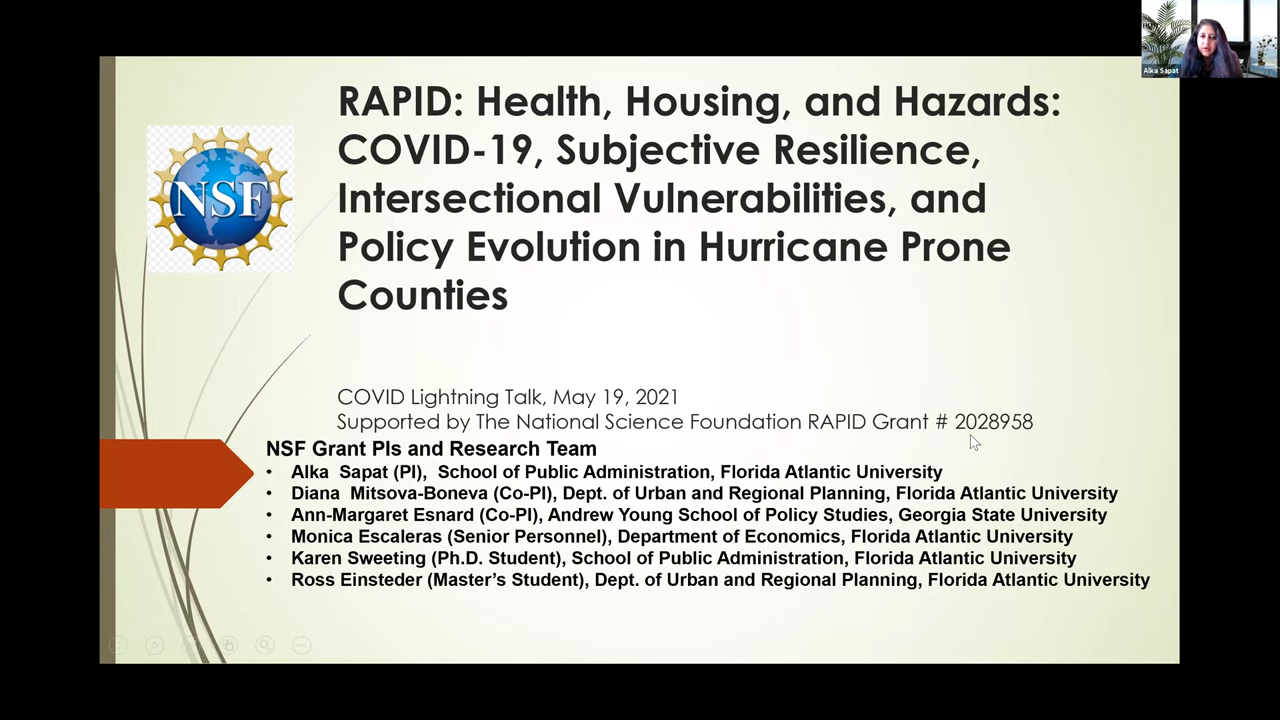 Alka Sapat
RAPID: Health, Housing, and Hazards:
COVID-19, Subjective Resilience,
Intersectional Vulnerabilities, and
Policy Evolution in Hurricane Prone
Counties
NSF
COVID Lightning Talk, May 19, 2021
Supported by The National Science Foundation RAPID Grant # 2028958
NSF Grant PIs and Research Team
• Alka Sapat (PI), School of Public Administration, Florida Atlantic University
• Diana Mitsova-Boneva (Co-PI), Dept. of Urban and Regional Planning, Florida Atlantic University
• Ann-Margaret Esnard (Co-PI), Andrew Young School of Policy Studies, Georgia State University
• Monica Escaleras (Senior Personnel), Department of Economics, Florida Atlantic University
• Karen Sweeting (Ph.D. Student), School of Public Administration, Florida Atlantic University
• Ross Einsteder (Master's Student), Dept. of Urban and Regional Planning, Florida Atlantic University